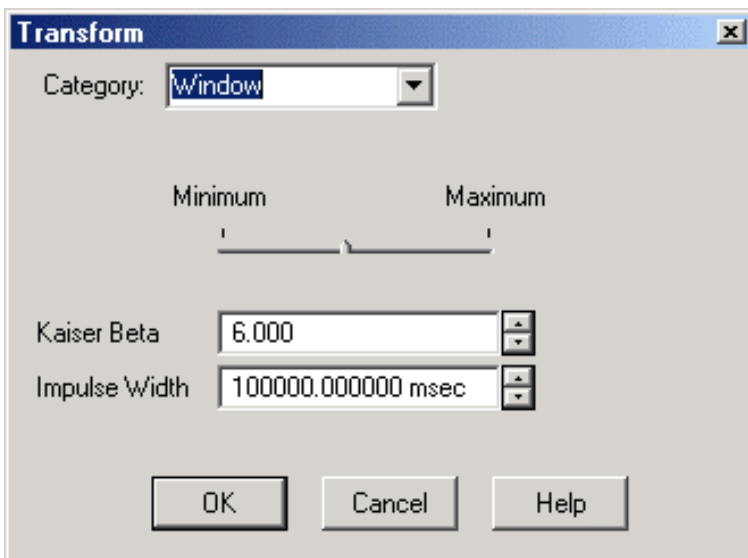 Transform
Category: Window
Minimum Maximum
Kaiser Beta 6.000
Impulse Width 100000.000000 msec
OK Cancel Help